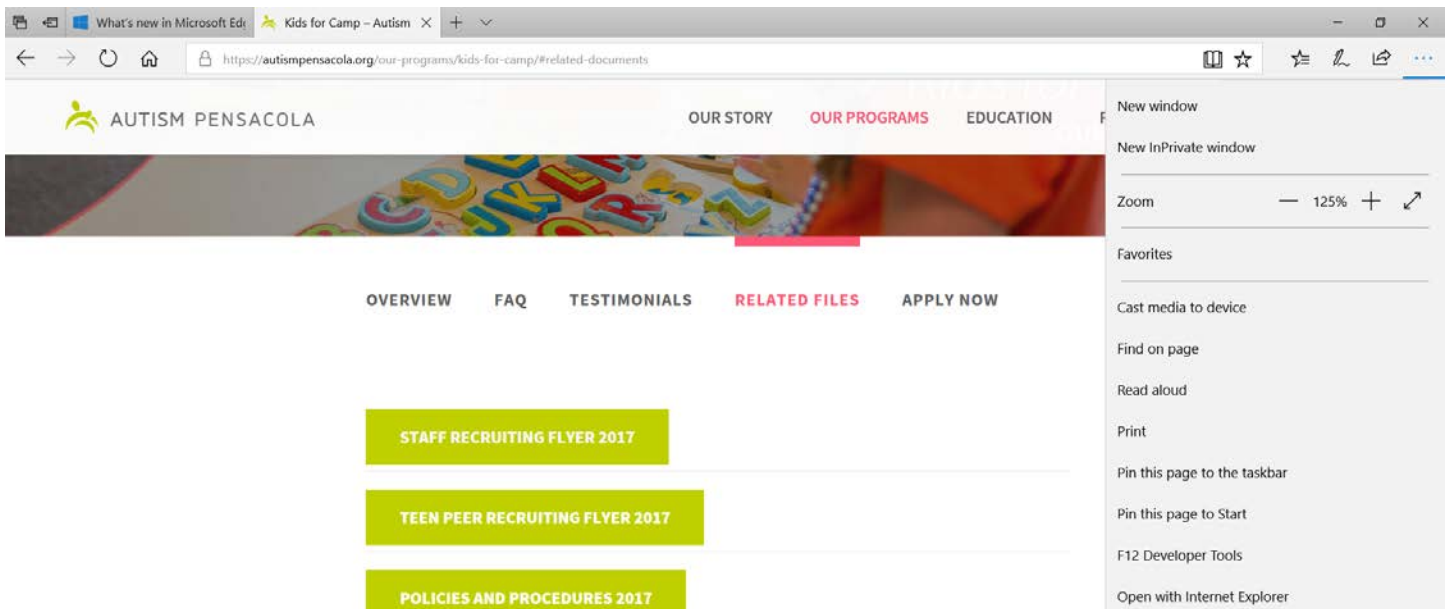 What's new in Microsoft Ed
Kids for Camp – Autism
https://autismpensacola.org/our-programs/kids-for-camp/#related-documents
AUTISM PENSACOLA
OUR STORY OUR PROGRAMS EDUCATION
OVERVIEW FAQ TESTIMONIALS RELATED FILES APPLY NOW
STAFF RECRUITING FLYER 2017
TEEN PEER RECRUITING FLYER 2017
POLICIES AND PROCEDURES 2017
New window
New InPrivate window
Zoom 125%
Favorites
Cast media to device
Find on page
Read aloud
Print
Pin this page to the taskbar
Pin this page to Start
F12 Developer Tools
Open with Internet Explorer